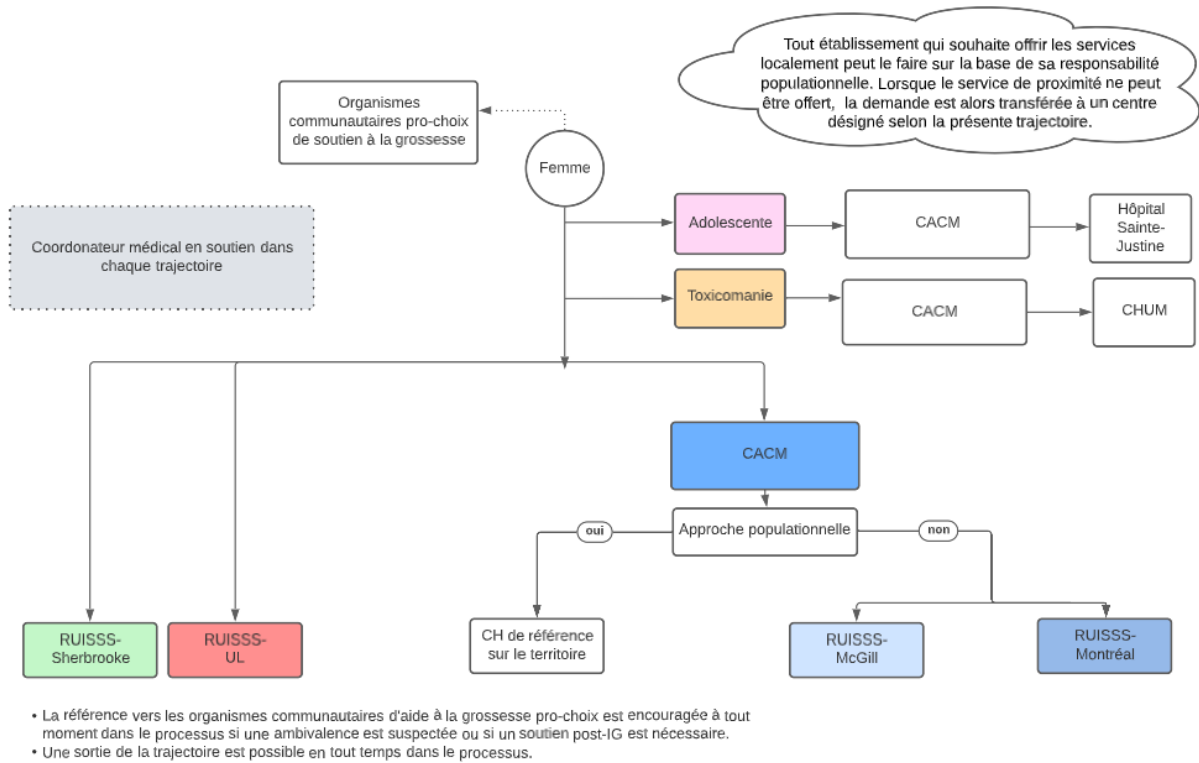 Tout établissement qui souhaite offrir les services
localement peut le faire sur la base de sa responsabilité
populationnelle. Lorsque le service de proximité ne peut
être offert, la demande est alors transférée à un centre
désigné selon la présente trajectoire.
Organismes
communautaires pro-choix
de soutien à la grossesse
Femme
Coordonateur médical en soutien dans
chaque trajectoire
Adolescente
CACM
Hôpital
Sainte-
Justine
Toxicomanie
CACM
CHUM
CACM
Approche populationnelle
oui
non
RUISSS-
Sherbrooke
RUISSS-
UL
CH de référence
sur le territoire
RUISSS-
McGill
RUISSS-
Montréal
• La référence vers les organismes communautaires d'aide à la grossesse pro-choix est encouragée à tout
moment dans le processus si une ambivalence est suspectée ou si un soutien post-IG est nécessaire.
• Une sortie de la trajectoire est possible en tout temps dans le processus.